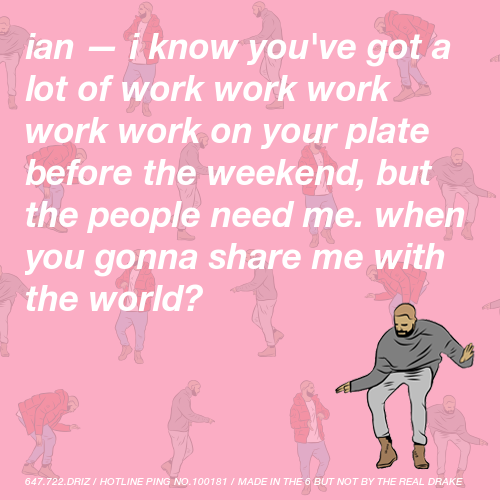 ian — i know you've got a
lot of work work work
work work on your plate
before the weekend, but
the people need me. when
you gonna share me with
the world?
647.722.DRIZ / HOTLINE PING NO.100181 / MADE IN THE 6 BUT NOT BY THE REAL DRAKE